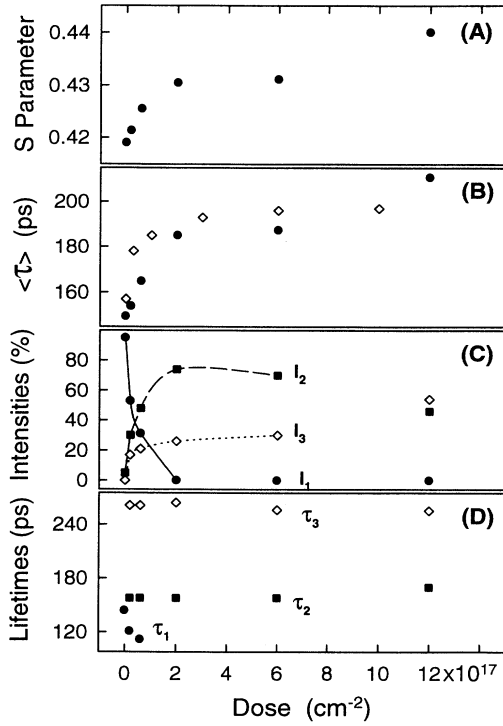 0.44
0.43
0.42
S Parameter
(A)
200
180
160
<τ> (ps)
(B)
80
60
40
20
0
Intensities (%)
(C)
I2
I3
I1
240
180
120
Lifetimes (ps)
(D)
τ3
τ2
τ1
0 2 4 6 8 10 12x10^17
Dose (cm^-2)